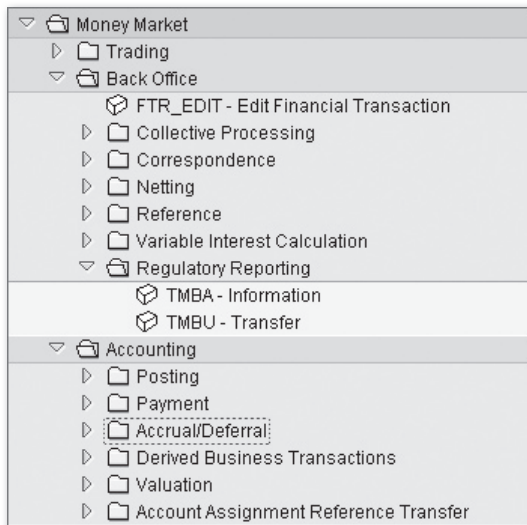 Money Market
Trading
Back Office
FTR_EDIT - Edit Financial Transaction
Collective Processing
Correspondence
Netting
Reference
Variable Interest Calculation
Regulatory Reporting
TMBA - Information
TMBU - Transfer
Accounting
Posting
Payment
Accrual/Deferral
Derived Business Transactions
Valuation
Account Assignment Reference Transfer